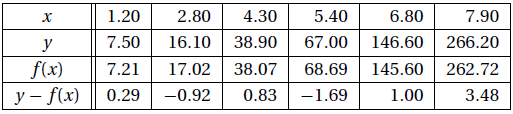 x 1.20 2.80 4.30 5.40 6.80 7.90
y 7.50 16.10 38.90 67.00 146.60 266.20
f(x) 7.21 17.02 38.07 68.69 145.60 262.72
y − f(x) 0.29 −0.92 0.83 −1.69 1.00 3.48